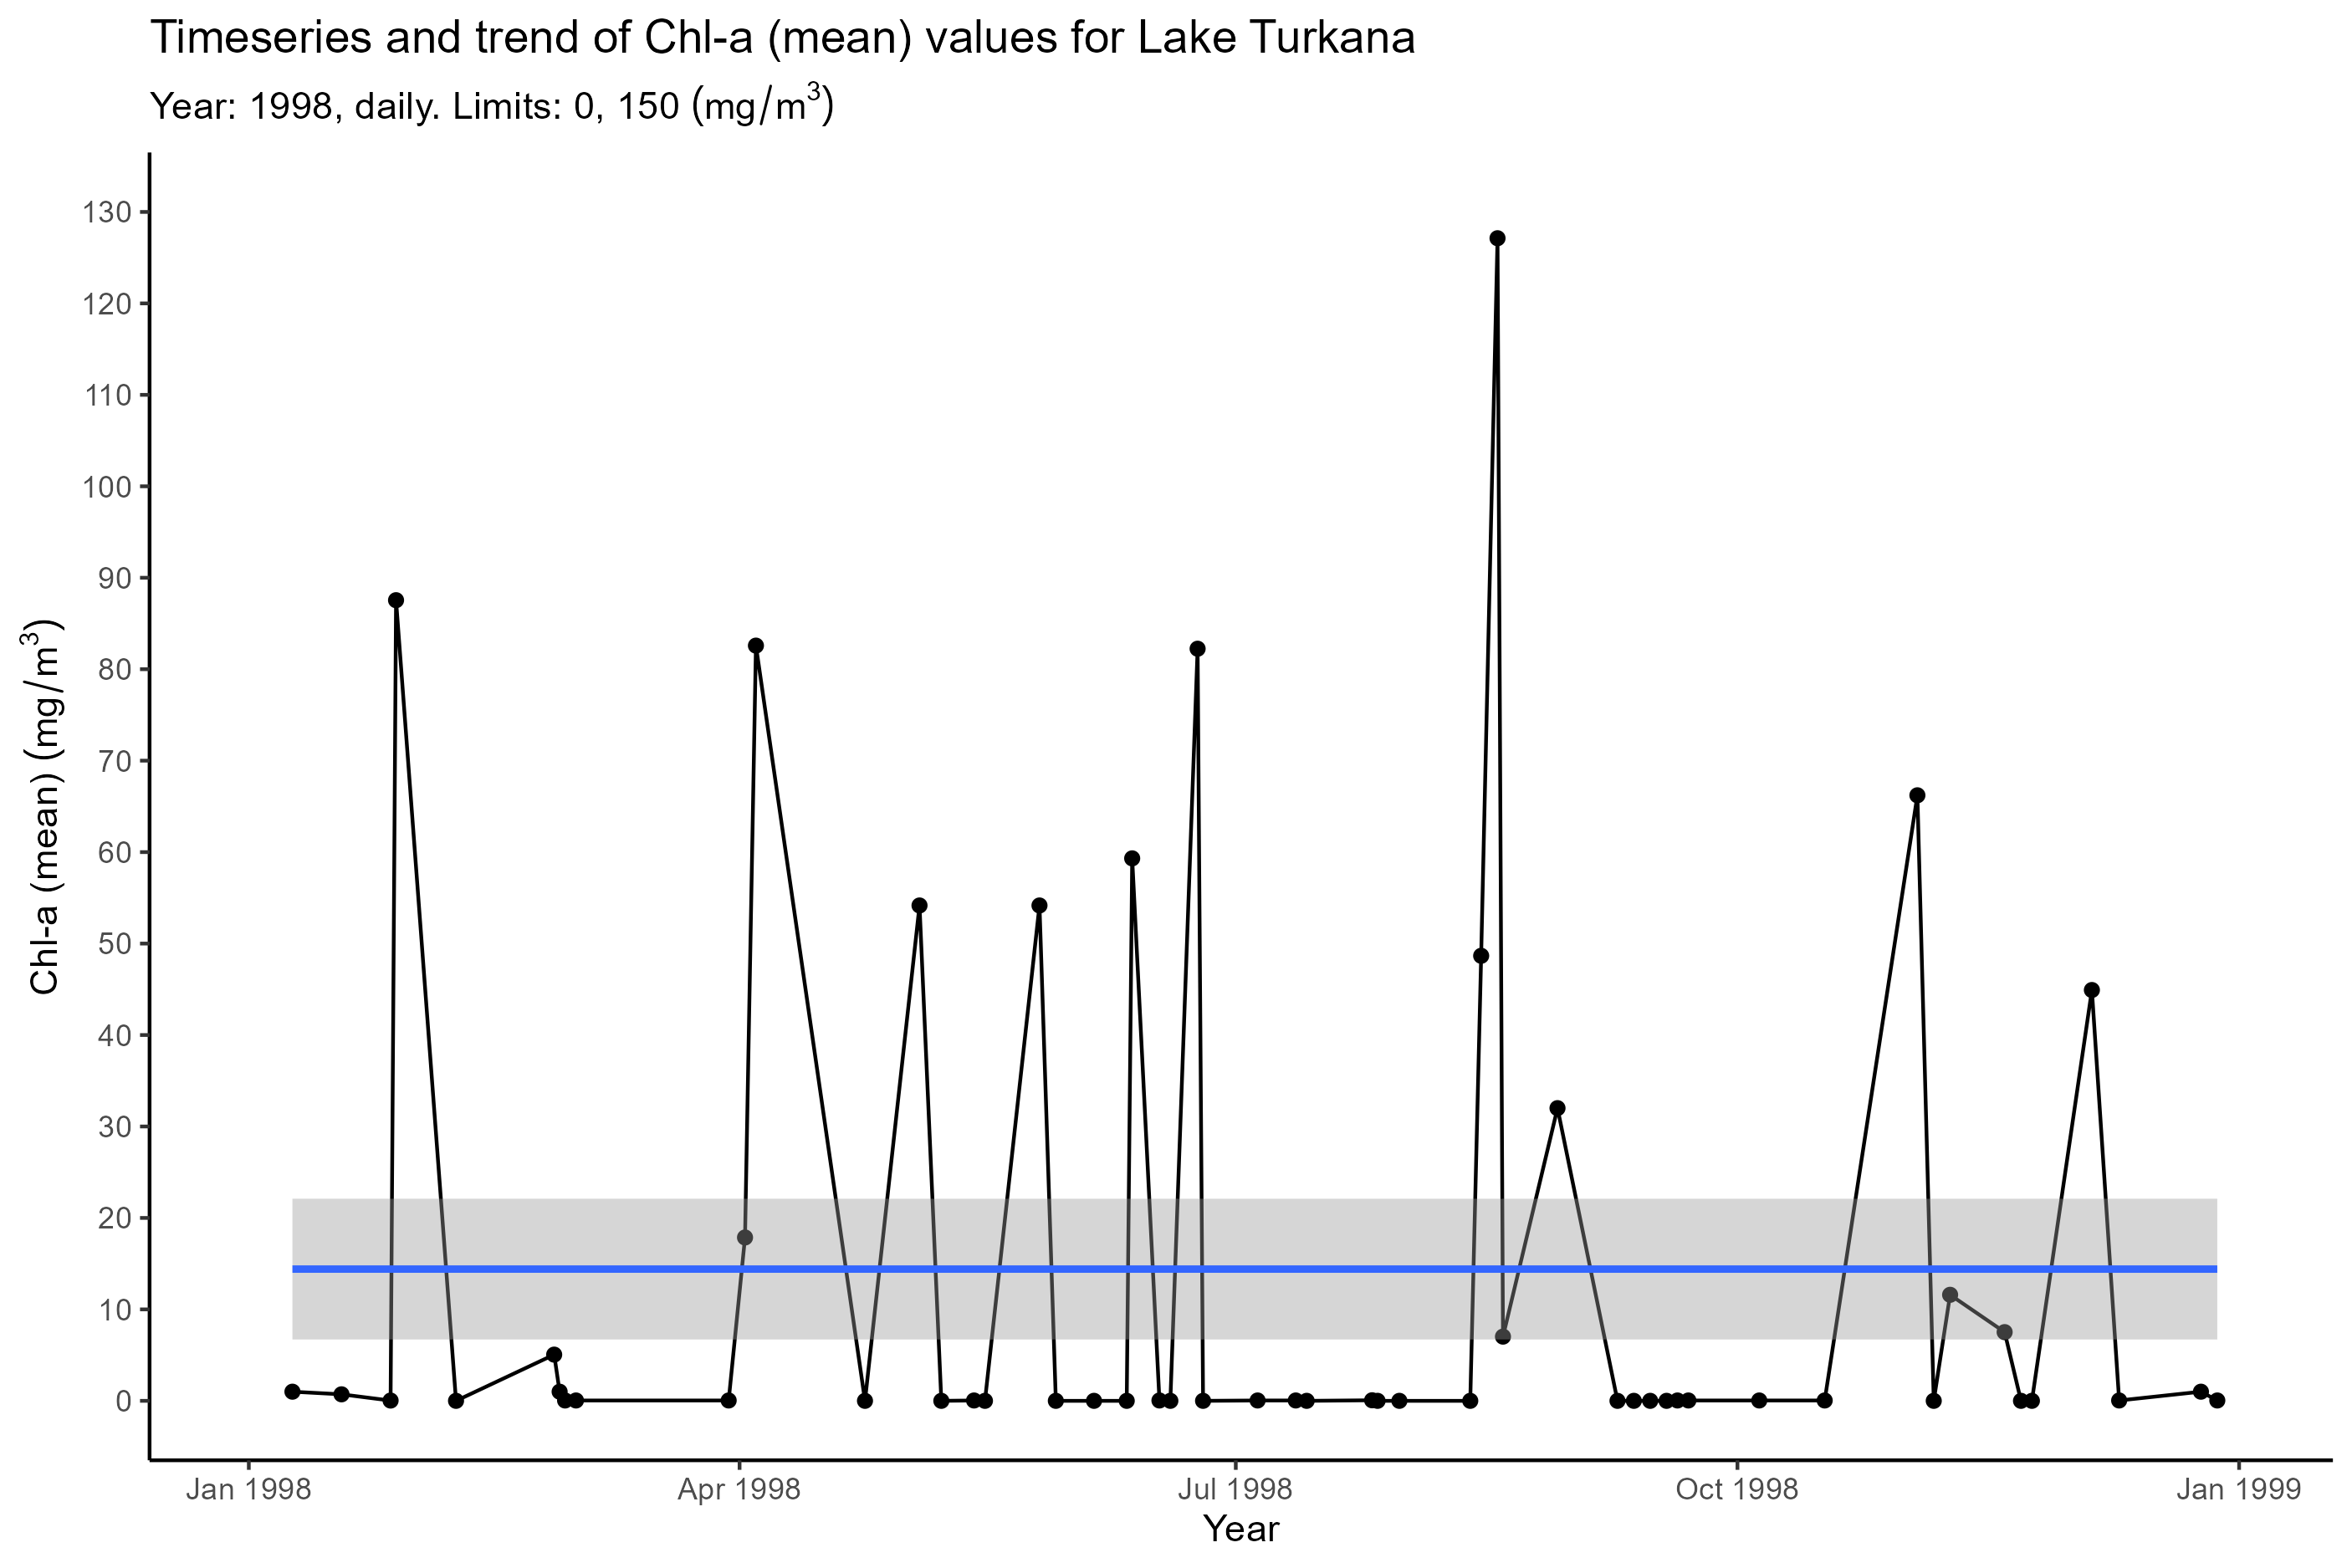 Timeseries and trend of Chl-a (mean) values for Lake Turkana
Year: 1998, daily. Limits: 0, 150 (mg/m³)
Chl-a (mean) (mg/m³)
130
120
110
100
90
80
70
60
50
40
30
20
10
0
Jan 1998 Apr 1998 Jul 1998 Oct 1998 Jan 1999
Year